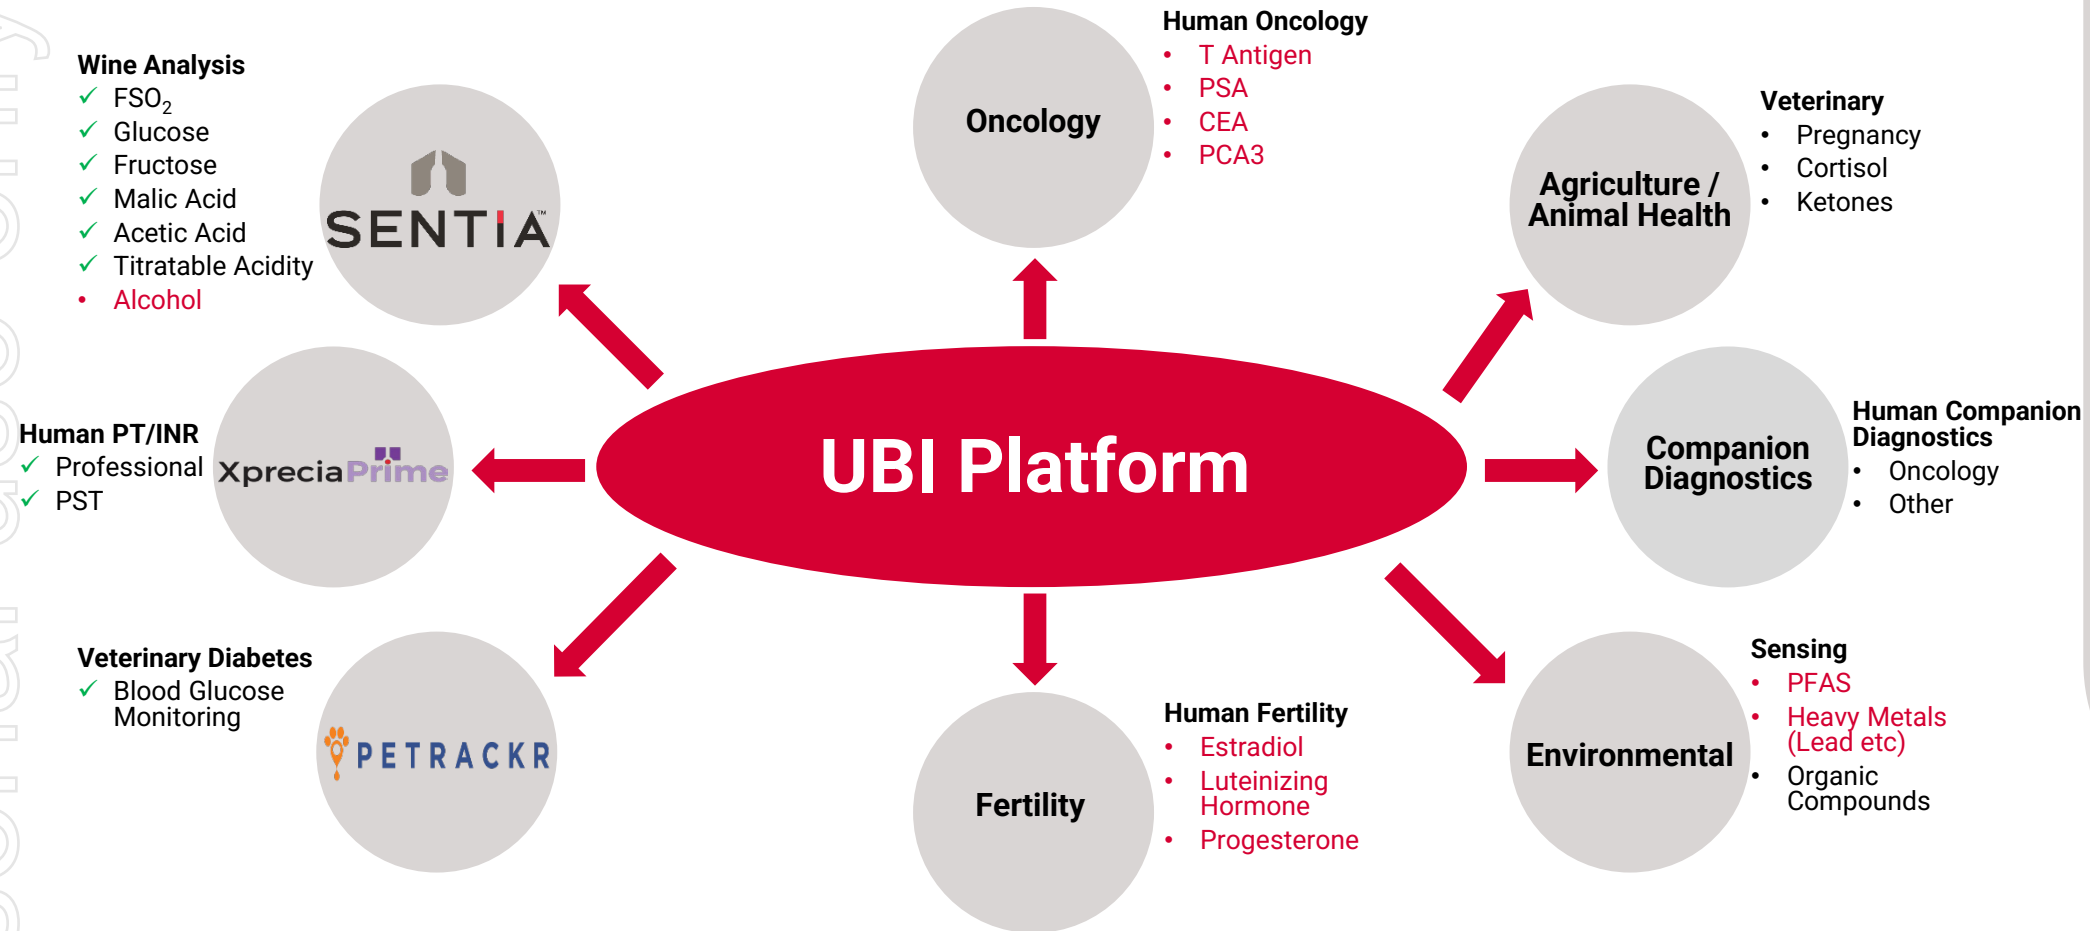 Wine Analysis
✓ FSO₂
✓ Glucose
✓ Fructose
✓ Malic Acid
✓ Acetic Acid
✓ Titratable Acidity
• Alcohol
SENTIA™
Human PT/INR
✓ Professional
✓ PST
XpreciaPrime
Veterinary Diabetes
✓ Blood Glucose
Monitoring
PETRACKR
UBI Platform
Oncology
Human Oncology
• T Antigen
• PSA
• CEA
• PCA3
Agriculture /
Animal Health
Veterinary
• Pregnancy
• Cortisol
• Ketones
Companion
Diagnostics
Human Companion
Diagnostics
• Oncology
• Other
Environmental
Sensing
• PFAS
• Heavy Metals
(Lead etc)
• Organic
Compounds
Fertility
Human Fertility
• Estradiol
• Luteinizing
Hormone
• Progesterone